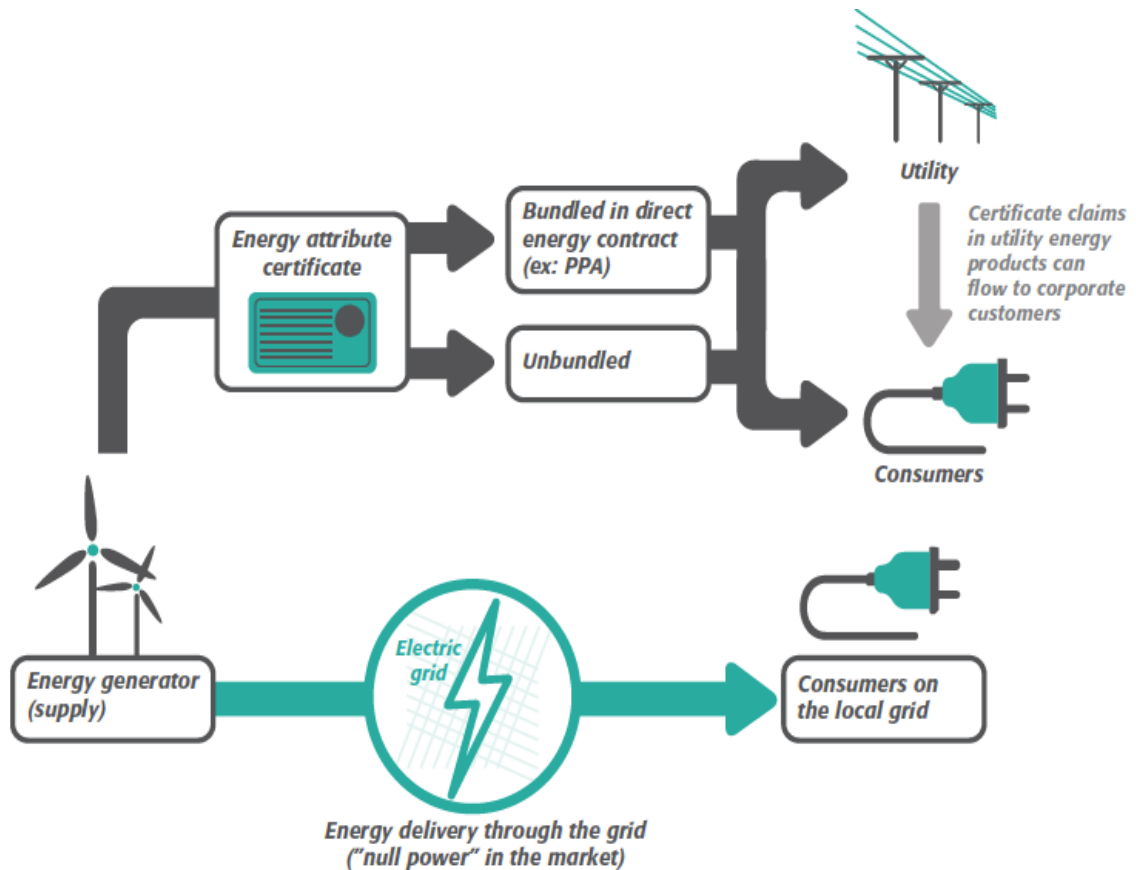 Utility
Certificate claims
in utility energy
products can
flow to corporate
customers
Energy attribute
certificate
Bundled in direct
energy contract
(ex: PPA)
Unbundled
Consumers
Energy generator
(supply)
Electric
grid
Consumers on
the local grid
Energy delivery through the grid
("null power" in the market)